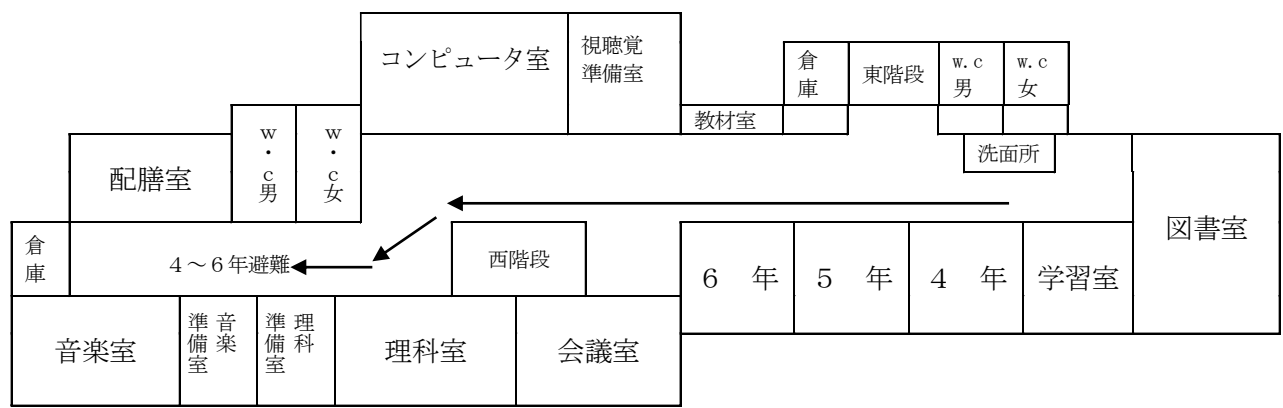 コンピュータ室
視聴覚
準備室
倉
庫
東階段
w.c
男
w.c
女
教材室
洗面所
配膳室
w・c男
w・c女
図書室
倉
庫
4~6年避難
西階段
6 年
5 年
4 年
学習室
音楽室
音楽
準備室
理科
準備室
理科室
会議室